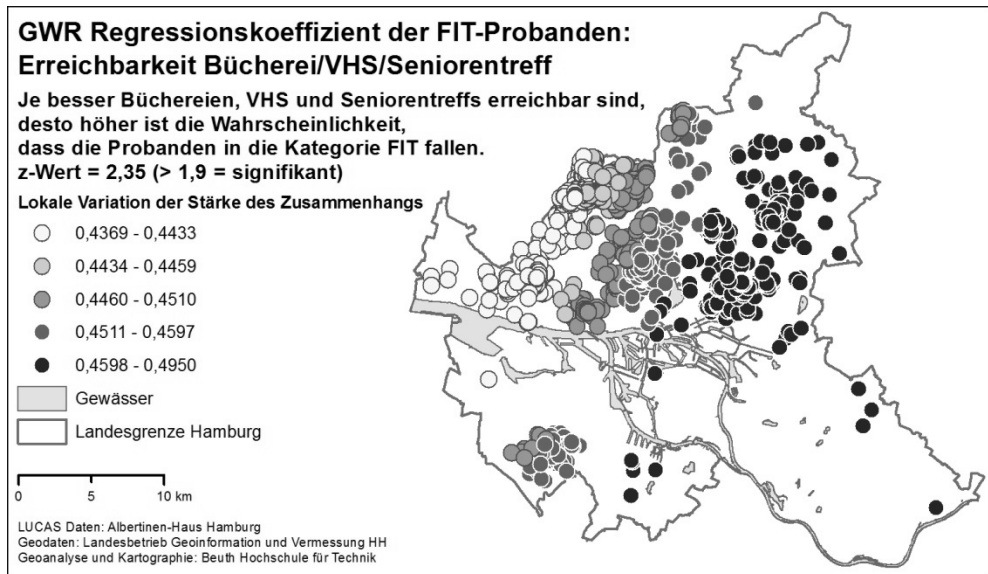 GWR Regressionskoeffizient der FIT-Probanden:
Erreichbarkeit Bücherei/VHS/Seniorentreff
Je besser Büchereien, VHS und Seniorentreffs erreichbar sind,
desto höher ist die Wahrscheinlichkeit,
dass die Probanden in die Kategorie FIT fallen.
z-Wert = 2,35 (> 1,9 = signifikant)
Lokale Variation der Stärke des Zusammenhangs
0,4369 - 0,4433
0,4434 - 0,4459
0,4460 - 0,4510
0,4511 - 0,4597
0,4598 - 0,4950
Gewässer
Landesgrenze Hamburg
0 5 10 km
LUCAS Daten: Albertinen-Haus Hamburg
Geodaten: Landesbetrieb Geoinformation und Vermessung HH
Geoanalyse und Kartographie: Beuth Hochschule für Technik